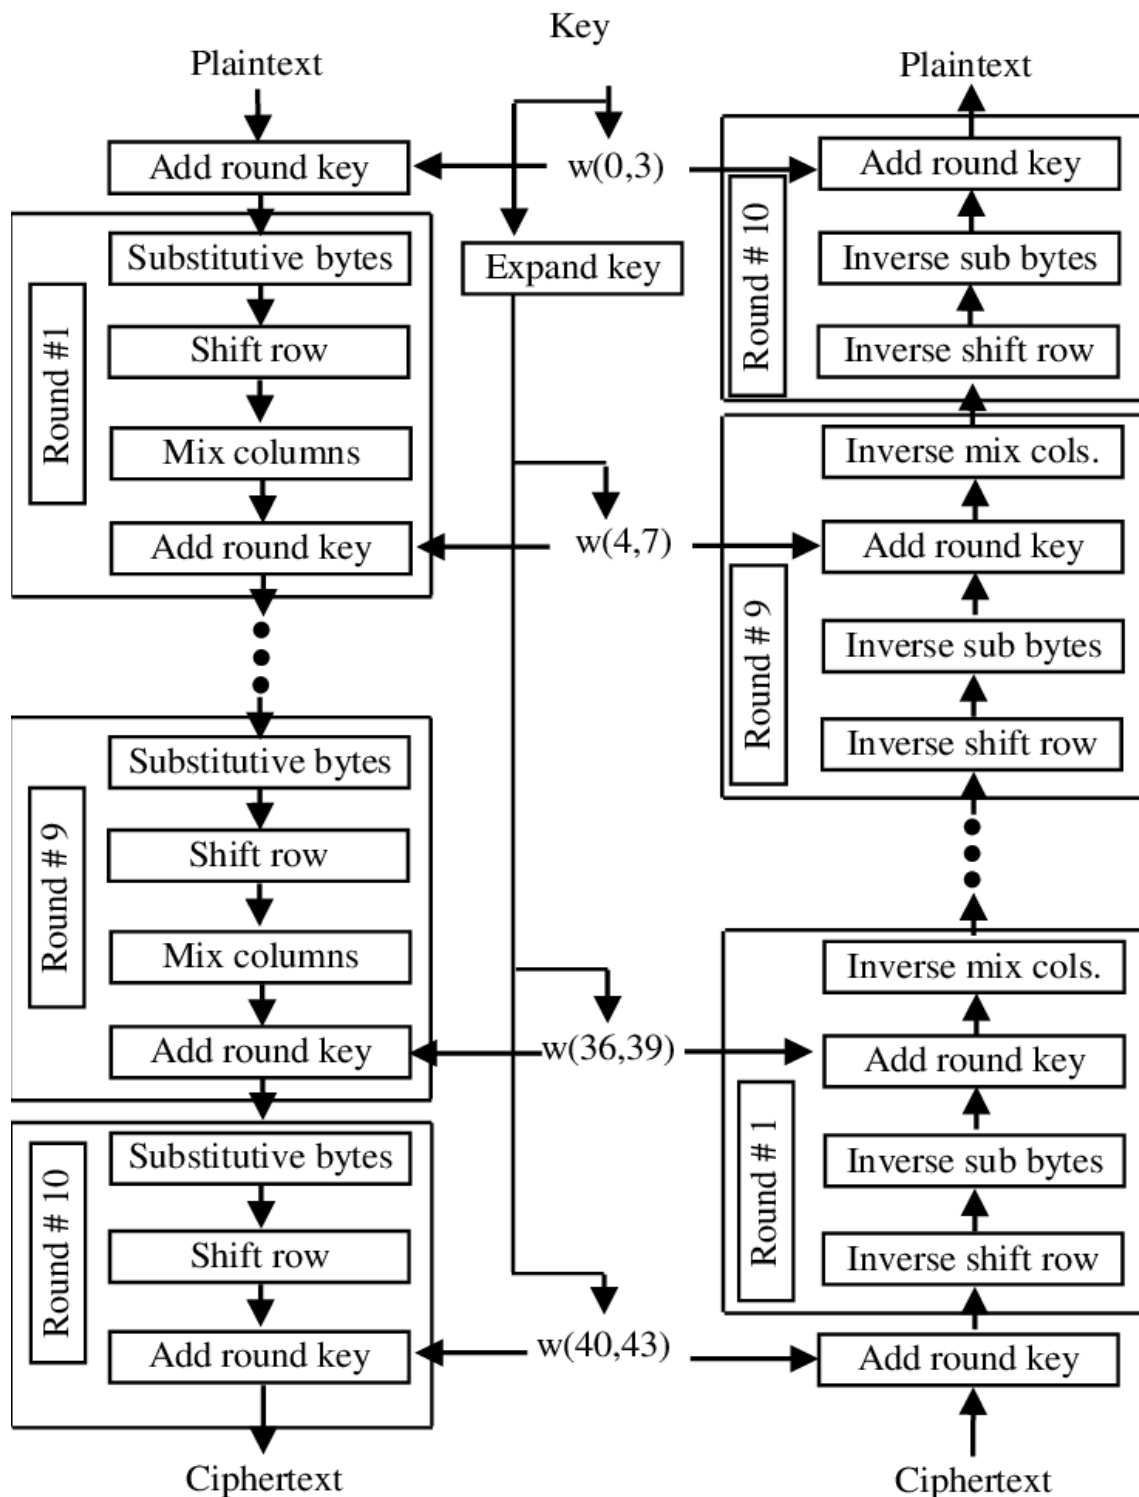 Key
Plaintext
Add round key
Round #1
Substitutive bytes
Shift row
Mix columns
Add round key
Round # 9
Substitutive bytes
Shift row
Mix columns
Add round key
Round # 10
Substitutive bytes
Shift row
Add round key
Ciphertext
w(0,3)
Expand key
w(4,7)
w(36,39)
w(40,43)
Plaintext
Round # 10
Add round key
Inverse sub bytes
Inverse shift row
Round # 9
Inverse mix cols.
Add round key
Inverse sub bytes
Inverse shift row
Round # 1
Inverse mix cols.
Add round key
Inverse sub bytes
Inverse shift row
Add round key
Ciphertext